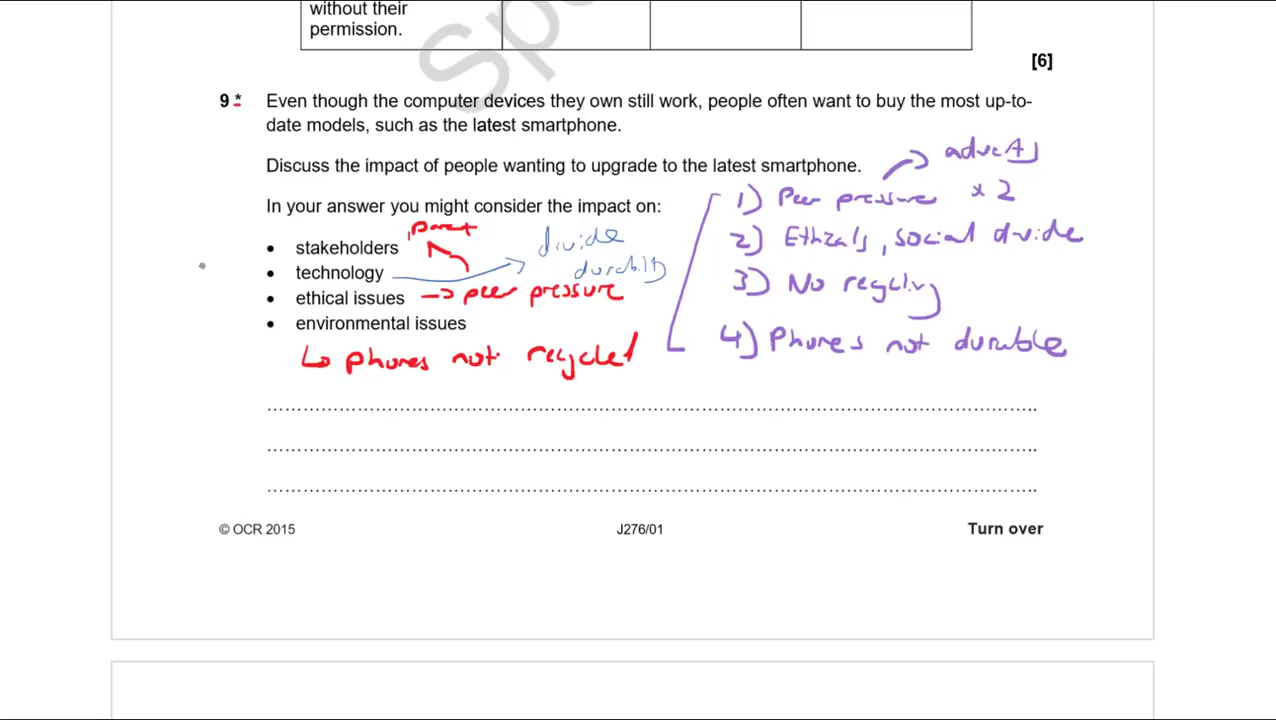 without their
permission.
Sp
[6]
9* Even though the computer devices they own still work, people often want to buy the most up-to-
date models, such as the latest smartphone.
Discuss the impact of people wanting to upgrade to the latest smartphone.
In your answer you might consider the impact on:
• stakeholders
• technology
• ethical issues
• environmental issues
parent
divide
durability
→ peer pressure
↳ phones not recycled
1) Peer pressure x 2
2) Ethicals, social divide
3) No recycling
4) Phones not durable
© OCR 2015
J276/01
Turn over